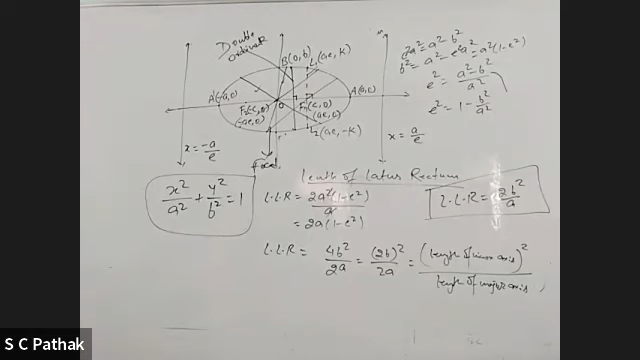 Double
ordinate
B(0, b)
L₁(ae, K)
A'(-a, 0)
O
A(a, 0)
F₂(-c, 0)
(-ae, 0)
F₁(c, 0)
(ae, 0)
L₂(ae, -K)
x = -a/e
x = a/e
e²a² = a² - b²
b² = a² - e²a² = a²(1-e²)
e² = (a² - b²)/a²
e² = 1 - b²/a²
x²/a² + y²/b² = 1
Length of Latus Rectum
L.L.R = 2a²(1-e²)/a
= 2a(1-e²)
L.L.R = 2b²/a
L.L.R = 4b²/2a = (2b)²/2a = (length of minor axis)²/length of major axis
S C Pathak